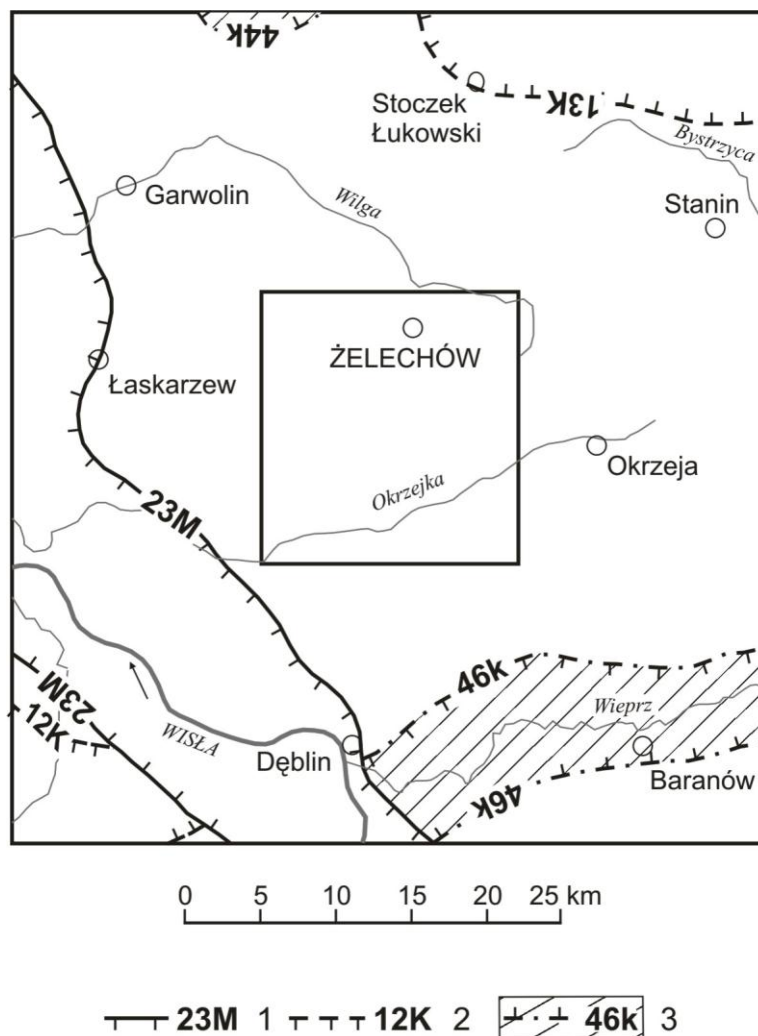 44k
Stoczek
Łukowski
13K
Bystrzyca
Garwolin
Wilga
Stanin
ŻELECHÓW
Łaskarzew
Okrzeja
Okrzejka
23M
46k
23M
12K
WISŁA
Wieprz
Dęblin
Baranów
46k
0 5 10 15 20 25 km
23M 1 12K 2 46k 3